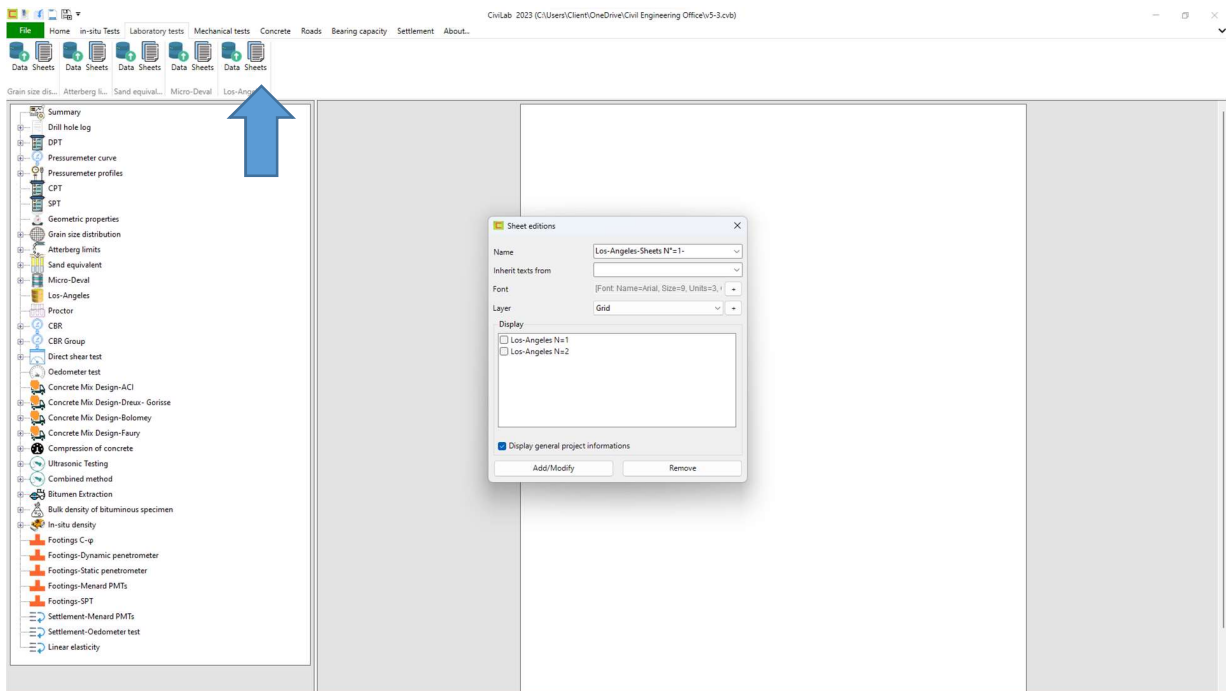 CiviLab 2023 (C:\Users\Client\OneDrive\Civil Engineering Office\v5-3.cvb)
File Home in-situ Tests Laboratory tests Mechanical tests Concrete Roads Bearing capacity Settlement About...
Data Sheets Data Sheets Data Sheets Data Sheets Data Sheets
Grain size dis... Atterberg li... Sand equival... Micro-Deval
Summary
Drill hole log
DPT
Pressuremeter curve
Pressuremeter profiles
CPT
SPT
Geometric properties
Grain size distribution
Atterberg limits
Sand equivalent
Micro-Deval
Los-Angeles
Proctor
CBR
CBR Group
Direct shear test
Oedometer test
Concrete Mix Design-ACI
Concrete Mix Design-Dreux- Gorisse
Concrete Mix Design-Bolomey
Concrete Mix Design-Faury
Compression of concrete
Ultrasonic Testing
Combined method
Bitumen Extraction
Bulk density of bituminous specimen
In-situ density
Footings C-φ
Footings-Dynamic penetrometer
Footings-Static penetrometer
Footings-Menard PMTs
Footings-SPT
Settlement-Menard PMTs
Settlement-Oedometer test
Linear elasticity
Sheet editions
Name Los-Angeles-Sheets N°=1-
Inherit texts from
Font [Font: Name=Arial, Size=9, Units=3,
Layer Grid
Display
Los-Angeles N=1
Los-Angeles N=2
Display general project informations
Add/Modify Remove